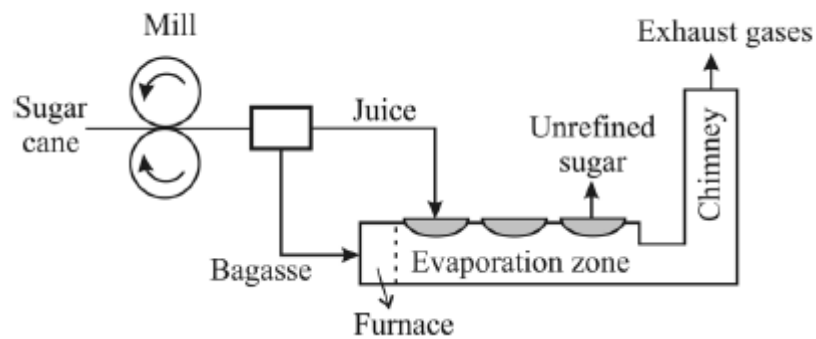 Mill
Exhaust gases
Sugar
cane
Juice
Unrefined
sugar
Chimney
Bagasse
Evaporation zone
Furnace